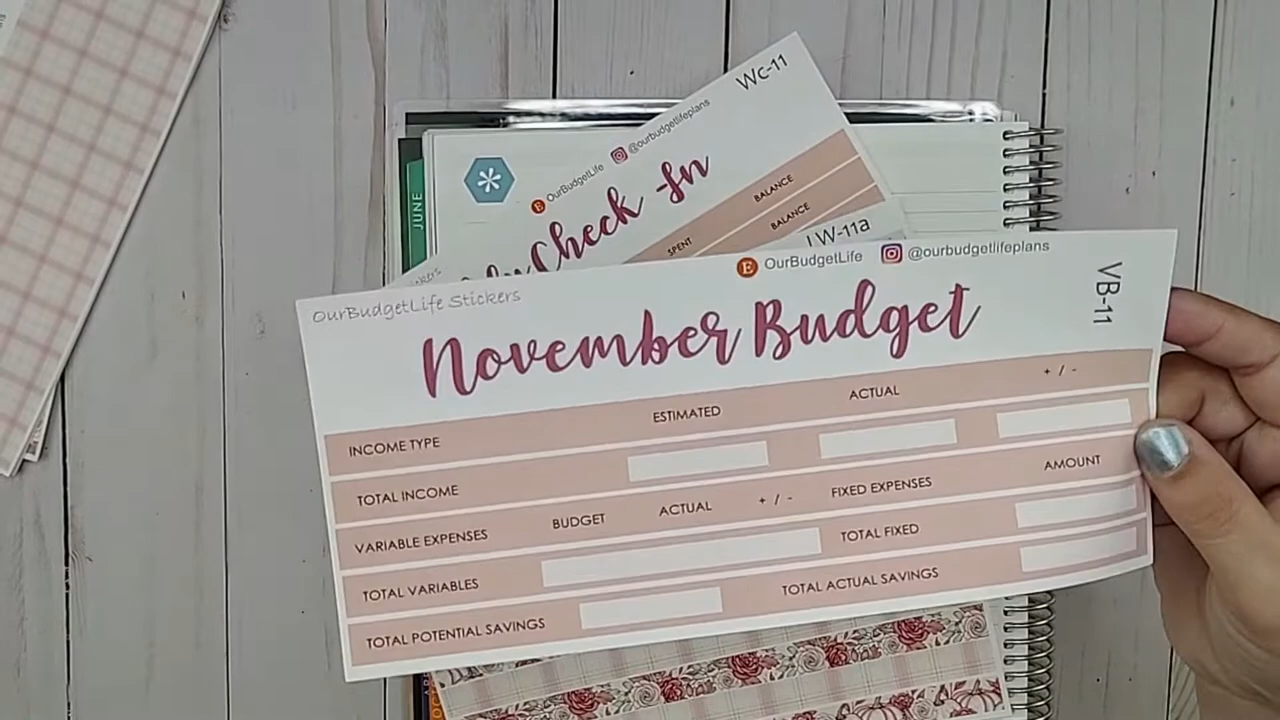 Wc-11
OurBudgetLife @ourbudgetlifeplans
Check-In
BALANCE
SPENT BALANCE
LW-11a
JUNE
OurBudgetLife Stickers OurBudgetLife @ourbudgetlifeplans
VB-11
November Budget
INCOME TYPE ESTIMATED ACTUAL + / -
TOTAL INCOME
VARIABLE EXPENSES BUDGET ACTUAL + / - FIXED EXPENSES AMOUNT
TOTAL VARIABLES TOTAL FIXED
TOTAL POTENTIAL SAVINGS TOTAL ACTUAL SAVINGS